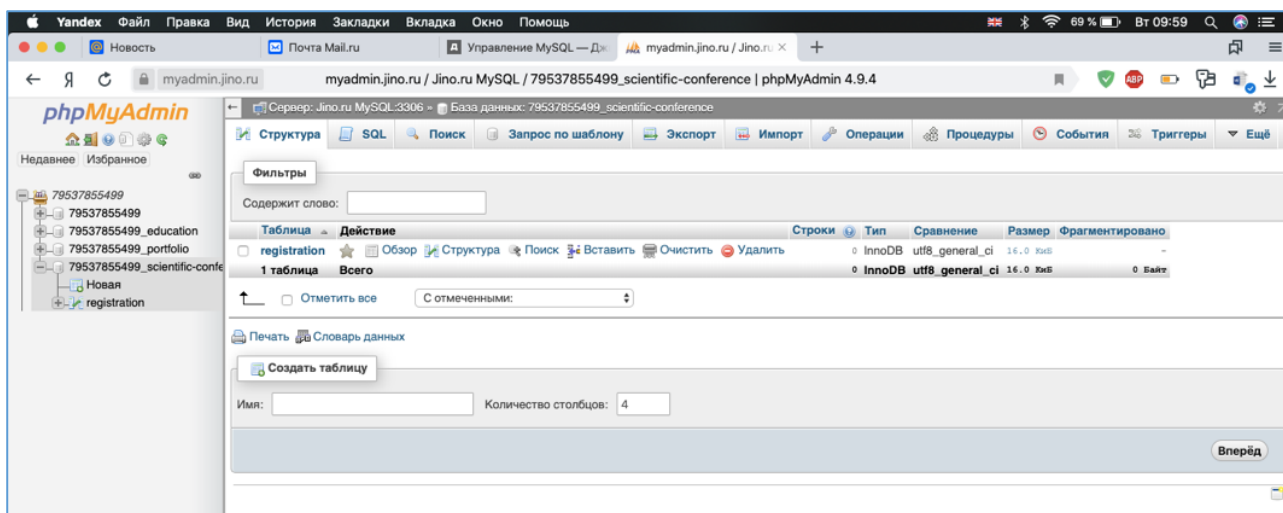 Yandex Файл Правка Вид История Закладки Вкладка Окно Помощь 69 % Вт 09:59
Новость Почта Mail.ru Управление MySQL — Дж myadmin.jino.ru / Jino.ru
myadmin.jino.ru myadmin.jino.ru / Jino.ru MySQL / 79537855499_scientific-conference | phpMyAdmin 4.9.4 ABP
phpMyAdmin
Недавнее Избранное
79537855499
79537855499
79537855499_education
79537855499_portfolio
79537855499_scientific-confe
Новая
registration
Сервер: Jino.ru MySQL:3306 » База данных: 79537855499_scientific-conference
Структура SQL Поиск Запрос по шаблону Экспорт Импорт Операции Процедуры События Триггеры Ещё
Фильтры
Содержит слово:
Таблица Действие Строки Тип Сравнение Размер Фрагментировано
registration Обзор Структура Поиск Вставить Очистить Удалить 0 InnoDB utf8_general_ci 16.0 КиБ -
1 таблица Всего 0 InnoDB utf8_general_ci 16.0 КиБ 0 Байт
Отметить все С отмеченными:
Печать Словарь данных
Создать таблицу
Имя: Количество столбцов: 4
Вперёд